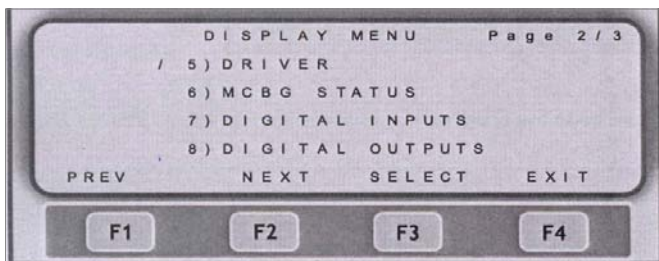 DISPLAY MENU Page 2/3
/ 5) DRIVER
6) MCBG STATUS
7) DIGITAL INPUTS
8) DIGITAL OUTPUTS
PREV NEXT SELECT EXIT
F1 F2 F3 F4